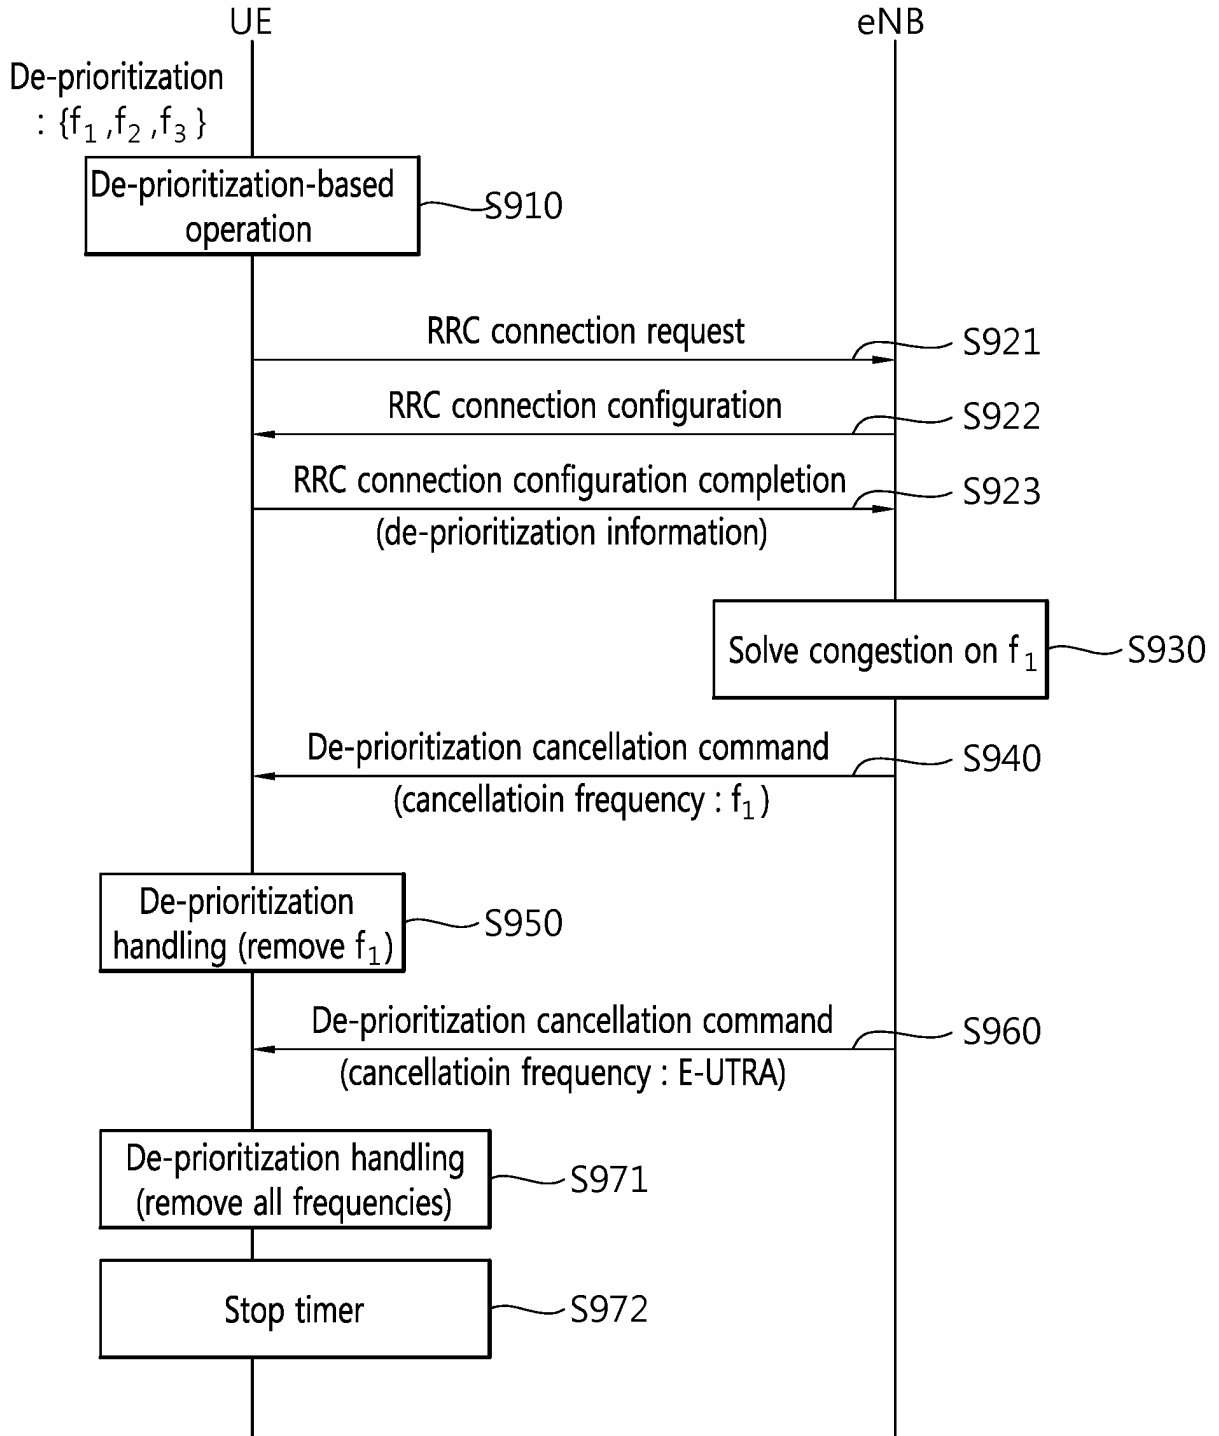 UE
eNB
De-prioritization
: {f1 ,f2 ,f3 }
De-prioritization-based
operation
S910
RRC connection request
S921
RRC connection configuration
S922
RRC connection configuration completion
S923
(de-prioritization information)
Solve congestion on f1
S930
De-prioritization cancellation command
S940
(cancellatioin frequency : f1)
De-prioritization
handling (remove f1)
S950
De-prioritization cancellation command
S960
(cancellatioin frequency : E-UTRA)
De-prioritization handling
(remove all frequencies)
S971
Stop timer
S972